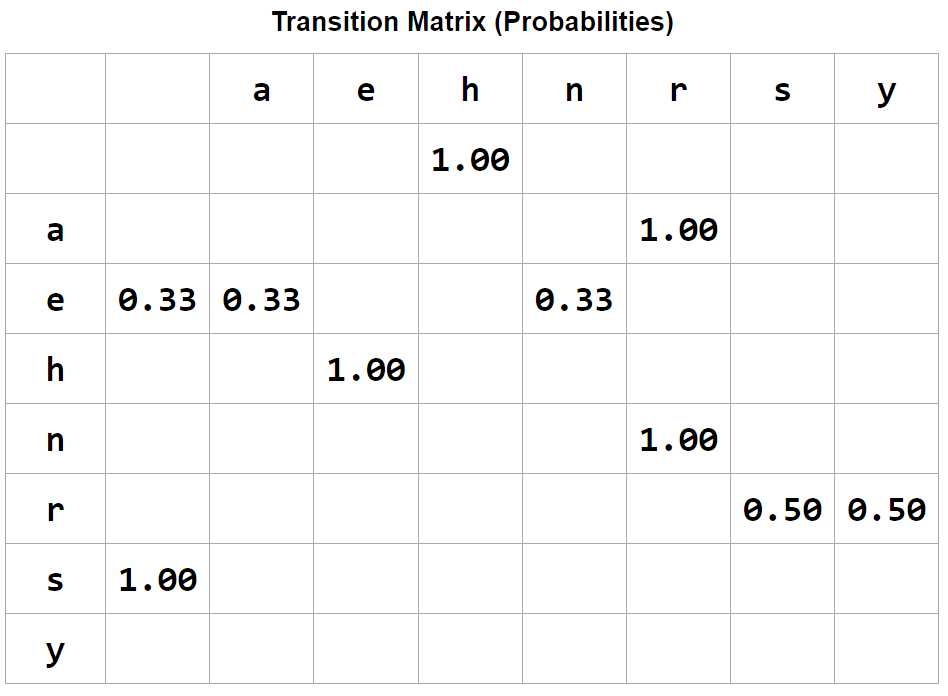 Transition Matrix (Probabilities)
a e h n r s y
1.00
a 1.00
e 0.33 0.33 0.33
h 1.00
n 1.00
r 0.50 0.50
s 1.00
y